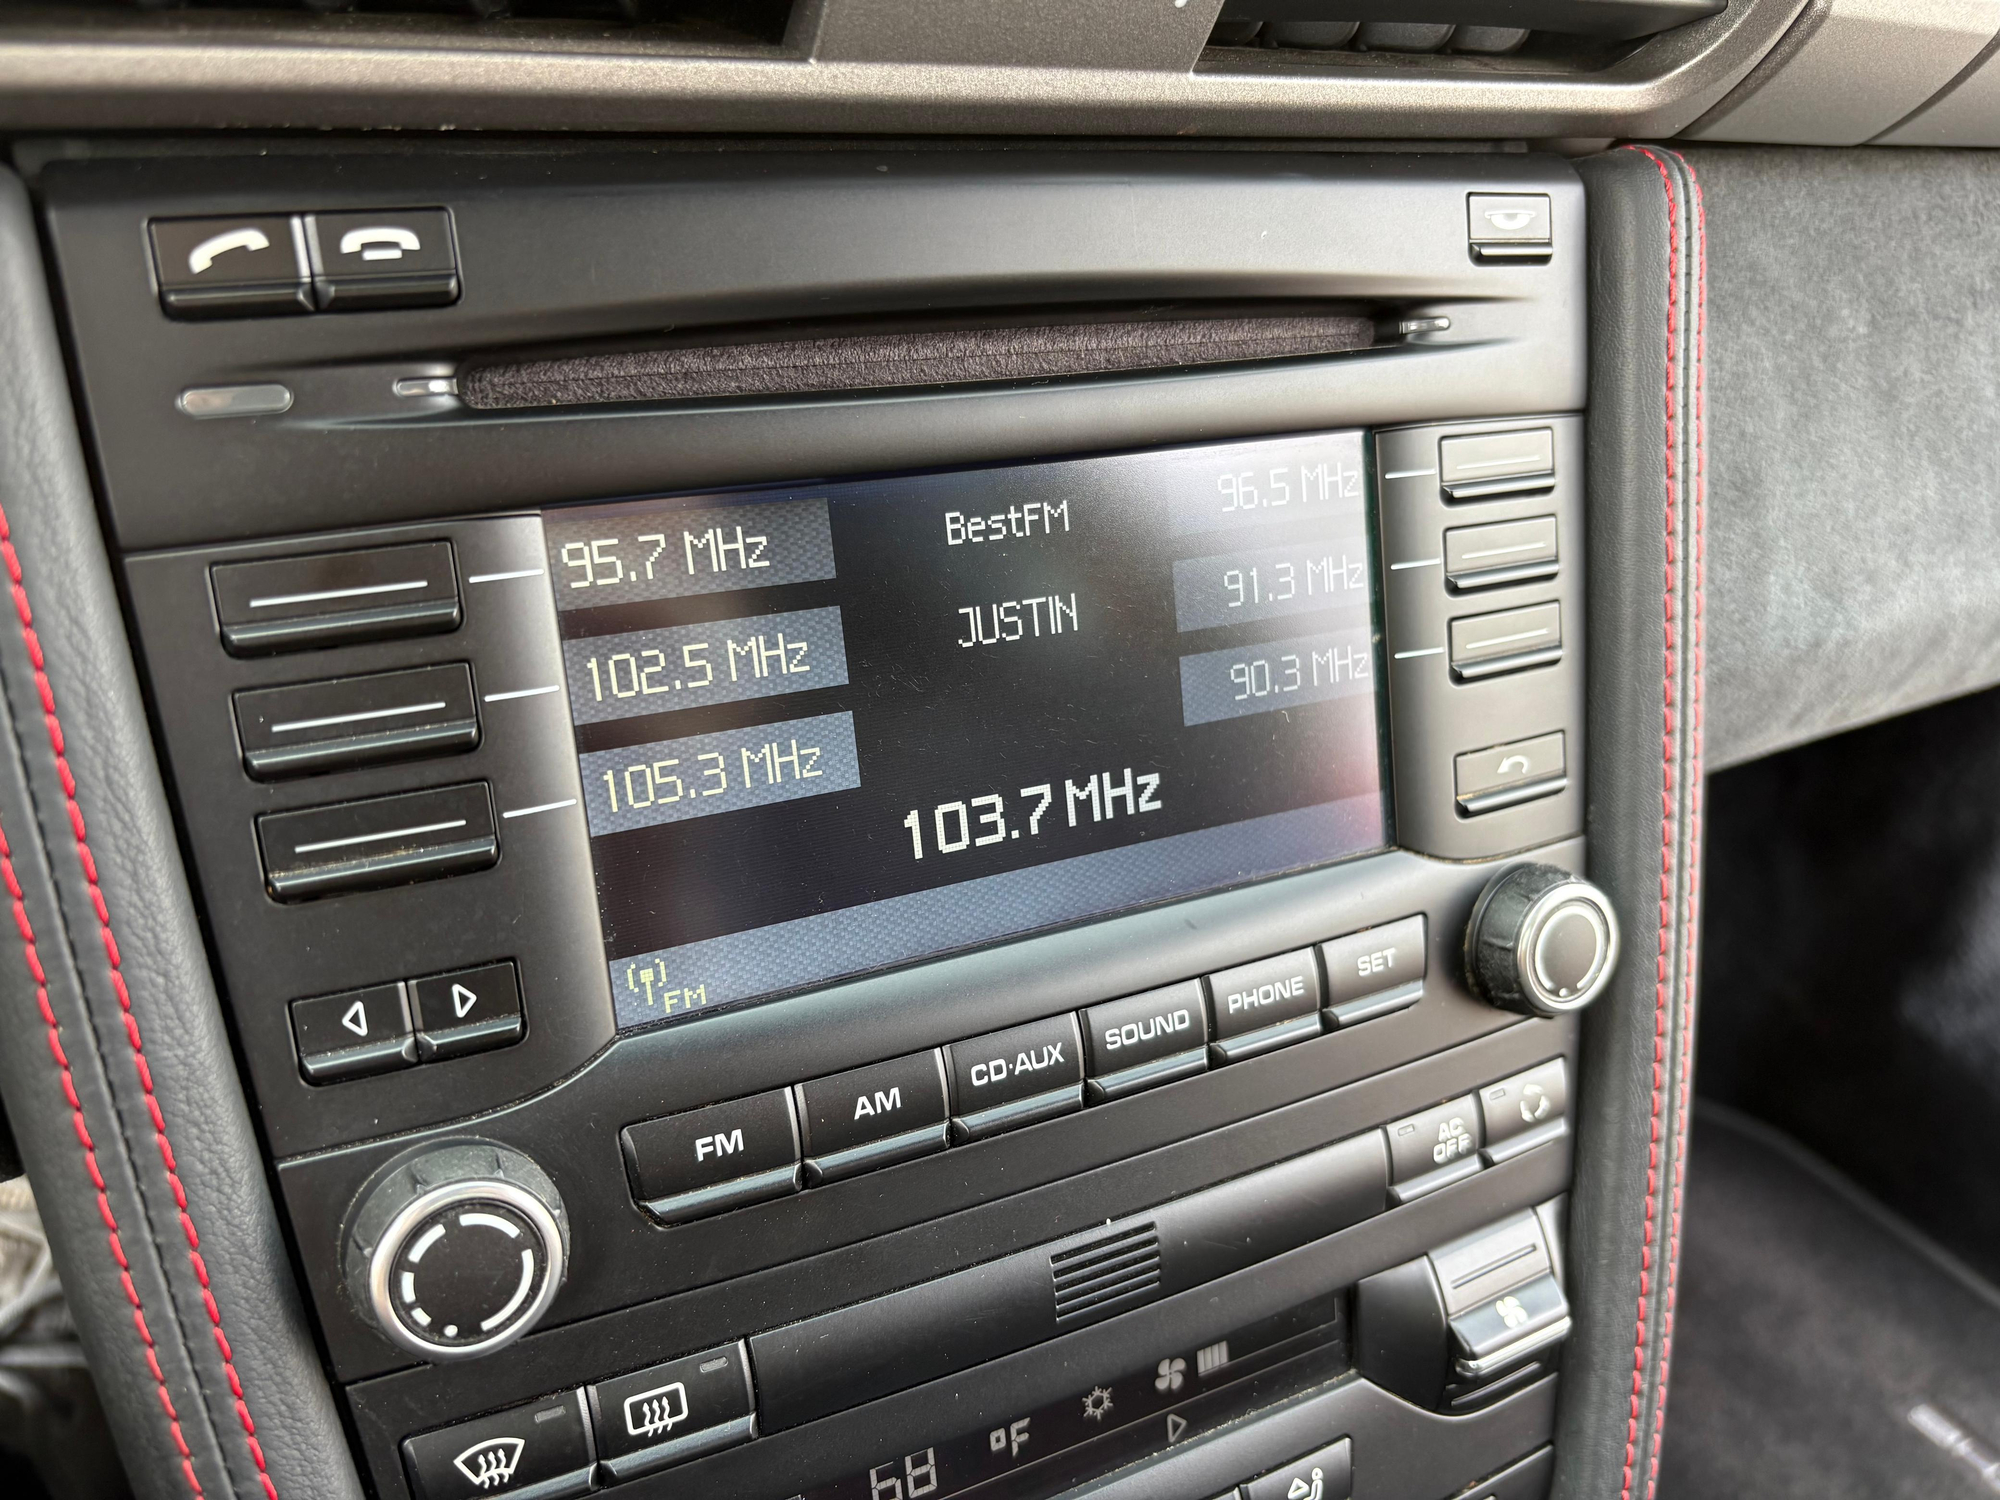 95.7 MHz
BestFM
96.5 MHz
102.5 MHz
JUSTIN
91.3 MHz
105.3 MHz
90.3 MHz
103.7 MHz
FM
FM
AM
CD·AUX
SOUND
PHONE
SET
AC
OFF
68 °F